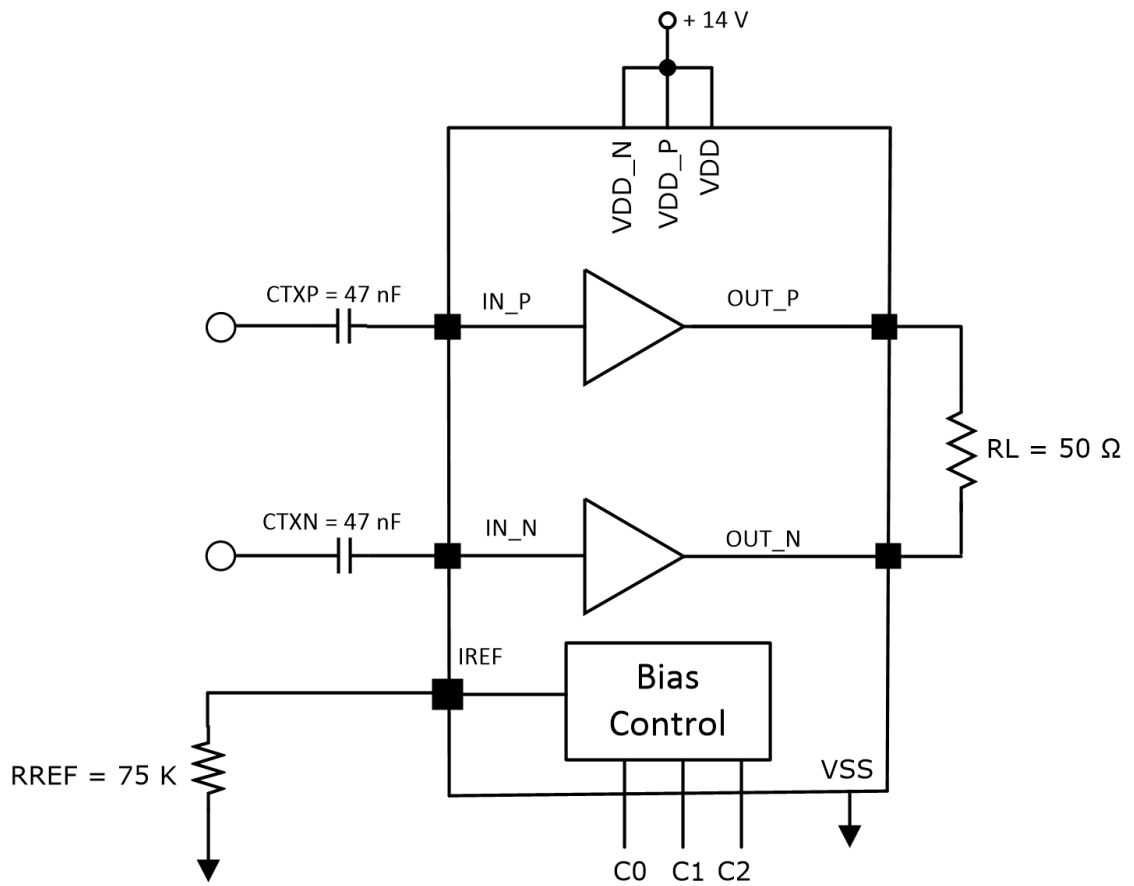 + 14 V
VDD_N
VDD_P
VDD
CTXP = 47 nF
IN_P
OUT_P
RL = 50 Ω
CTXN = 47 nF
IN_N
OUT_N
IREF
Bias
Control
RREF = 75 K
VSS
C0
C1
C2